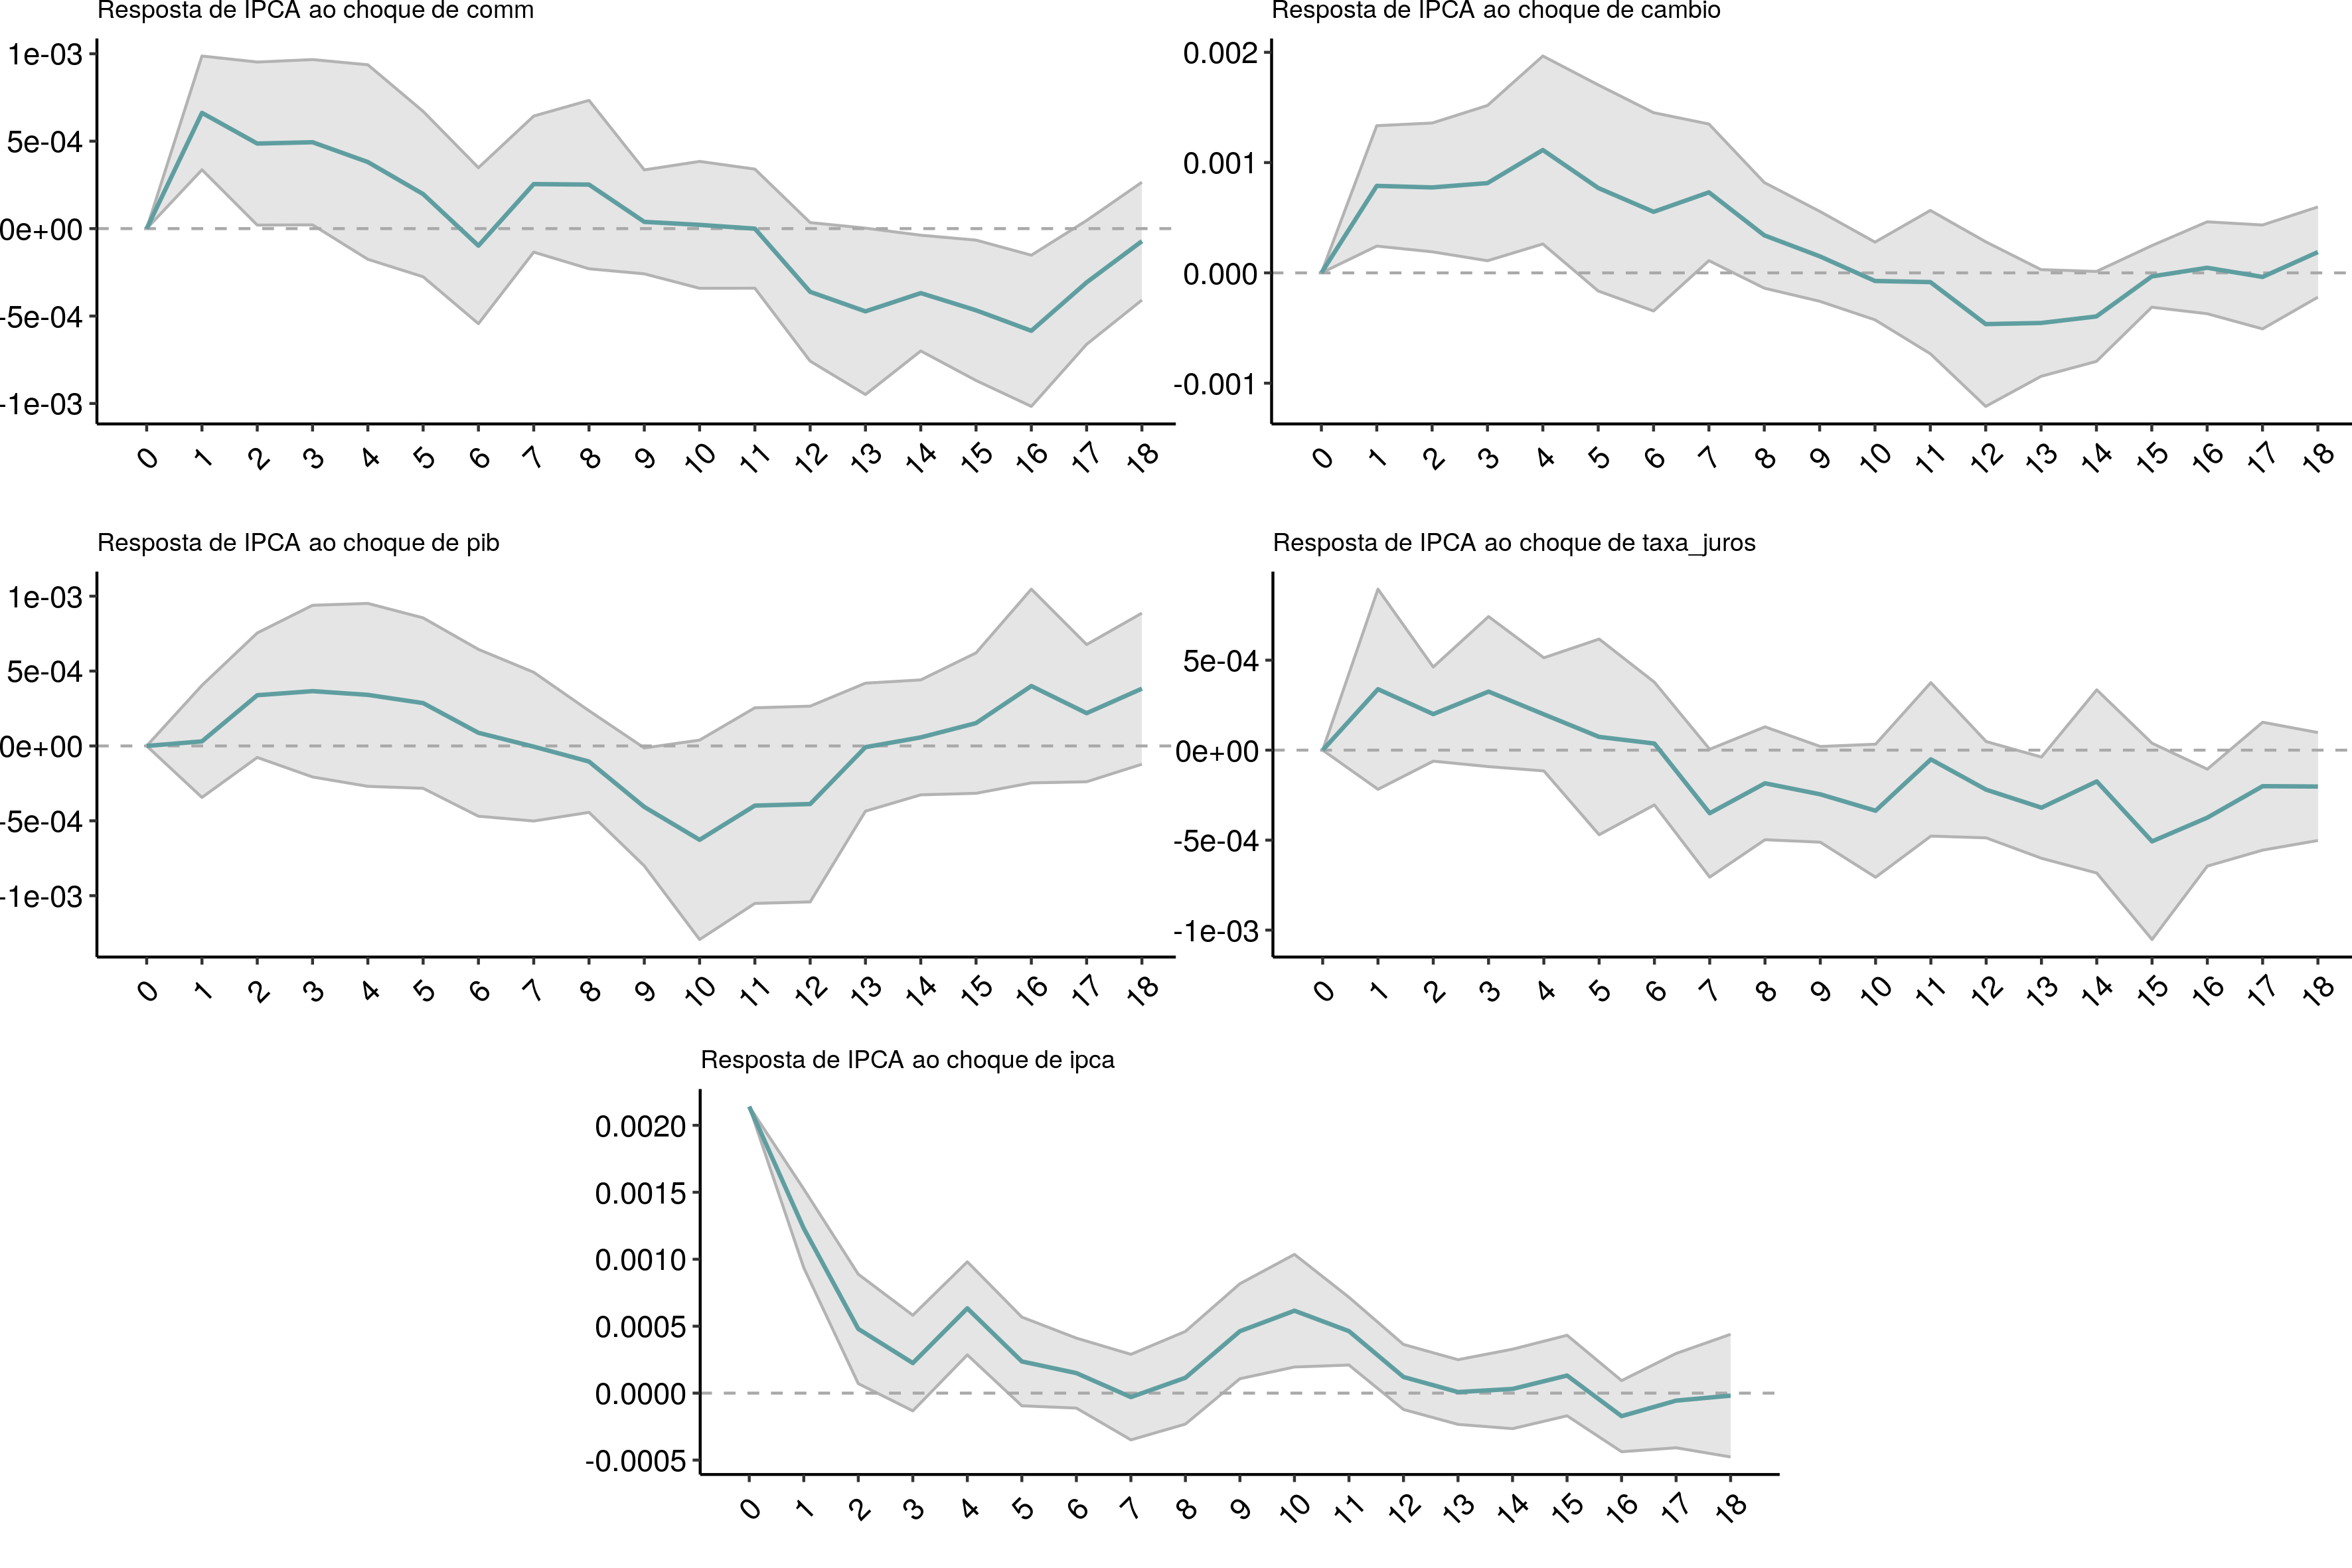 Resposta de IPCA ao choque de comm
1e-03
5e-04
0e+00
-5e-04
-1e-03
0 1 2 3 4 5 6 7 8 9 10 11 12 13 14 15 16 17 18
Resposta de IPCA ao choque de cambio
0.002
0.001
0.000
-0.001
0 1 2 3 4 5 6 7 8 9 10 11 12 13 14 15 16 17 18
Resposta de IPCA ao choque de pib
1e-03
5e-04
0e+00
-5e-04
-1e-03
0 1 2 3 4 5 6 7 8 9 10 11 12 13 14 15 16 17 18
Resposta de IPCA ao choque de taxa_juros
5e-04
0e+00
-5e-04
-1e-03
0 1 2 3 4 5 6 7 8 9 10 11 12 13 14 15 16 17 18
Resposta de IPCA ao choque de ipca
0.0020
0.0015
0.0010
0.0005
0.0000
-0.0005
0 1 2 3 4 5 6 7 8 9 10 11 12 13 14 15 16 17 18